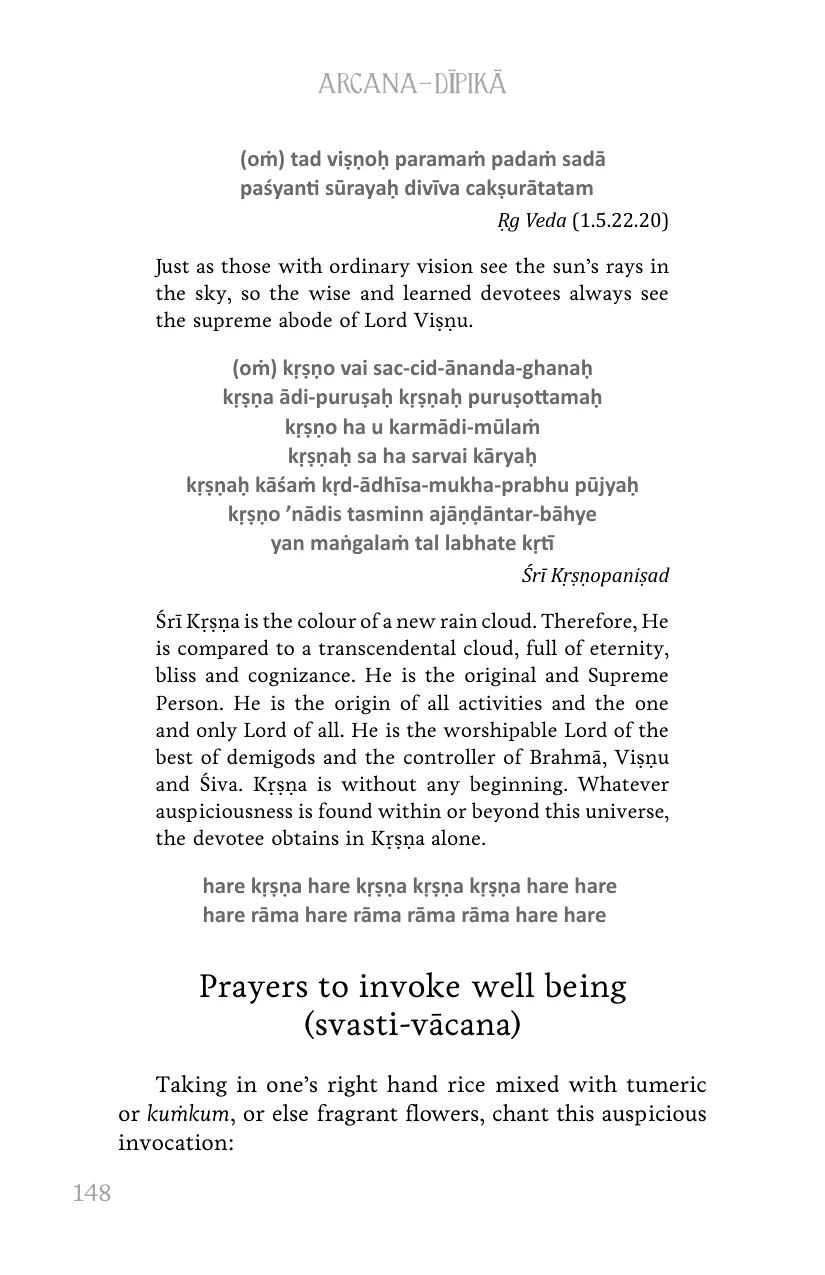 ARCANA–DĪPIKĀ
(oṁ) tad viṣṇoḥ paramaṁ padaṁ sadā
paśyanti sūrayaḥ divīva cakṣurātatam
Ṛg Veda (1.5.22.20)
Just as those with ordinary vision see the sun’s rays in
the sky, so the wise and learned devotees always see
the supreme abode of Lord Viṣṇu.
(oṁ) kṛṣṇo vai sac-cid-ānanda-ghanaḥ
kṛṣṇa ādi-puruṣaḥ kṛṣṇaḥ puruṣottamaḥ
kṛṣṇo ha u karmādi-mūlaṁ
kṛṣṇaḥ sa ha sarvai kāryaḥ
kṛṣṇaḥ kāśaṁ kṛd-ādhīsa-mukha-prabhu pūjyaḥ
kṛṣṇo ’nādis tasminn ajāṇḍāntar-bāhye
yan maṅgalaṁ tal labhate kṛtī
Śrī Kṛṣṇopaniṣad
Śrī Kṛṣṇa is the colour of a new rain cloud. Therefore, He
is compared to a transcendental cloud, full of eternity,
bliss and cognizance. He is the original and Supreme
Person. He is the origin of all activities and the one
and only Lord of all. He is the worshipable Lord of the
best of demigods and the controller of Brahmā, Viṣṇu
and Śiva. Kṛṣṇa is without any beginning. Whatever
auspiciousness is found within or beyond this universe,
the devotee obtains in Kṛṣṇa alone.
hare kṛṣṇa hare kṛṣṇa kṛṣṇa kṛṣṇa hare hare
hare rāma hare rāma rāma rāma hare hare
Prayers to invoke well being
(svasti-vācana)
Taking in one’s right hand rice mixed with tumeric
or kuṁkum, or else fragrant flowers, chant this auspicious
invocation:
148